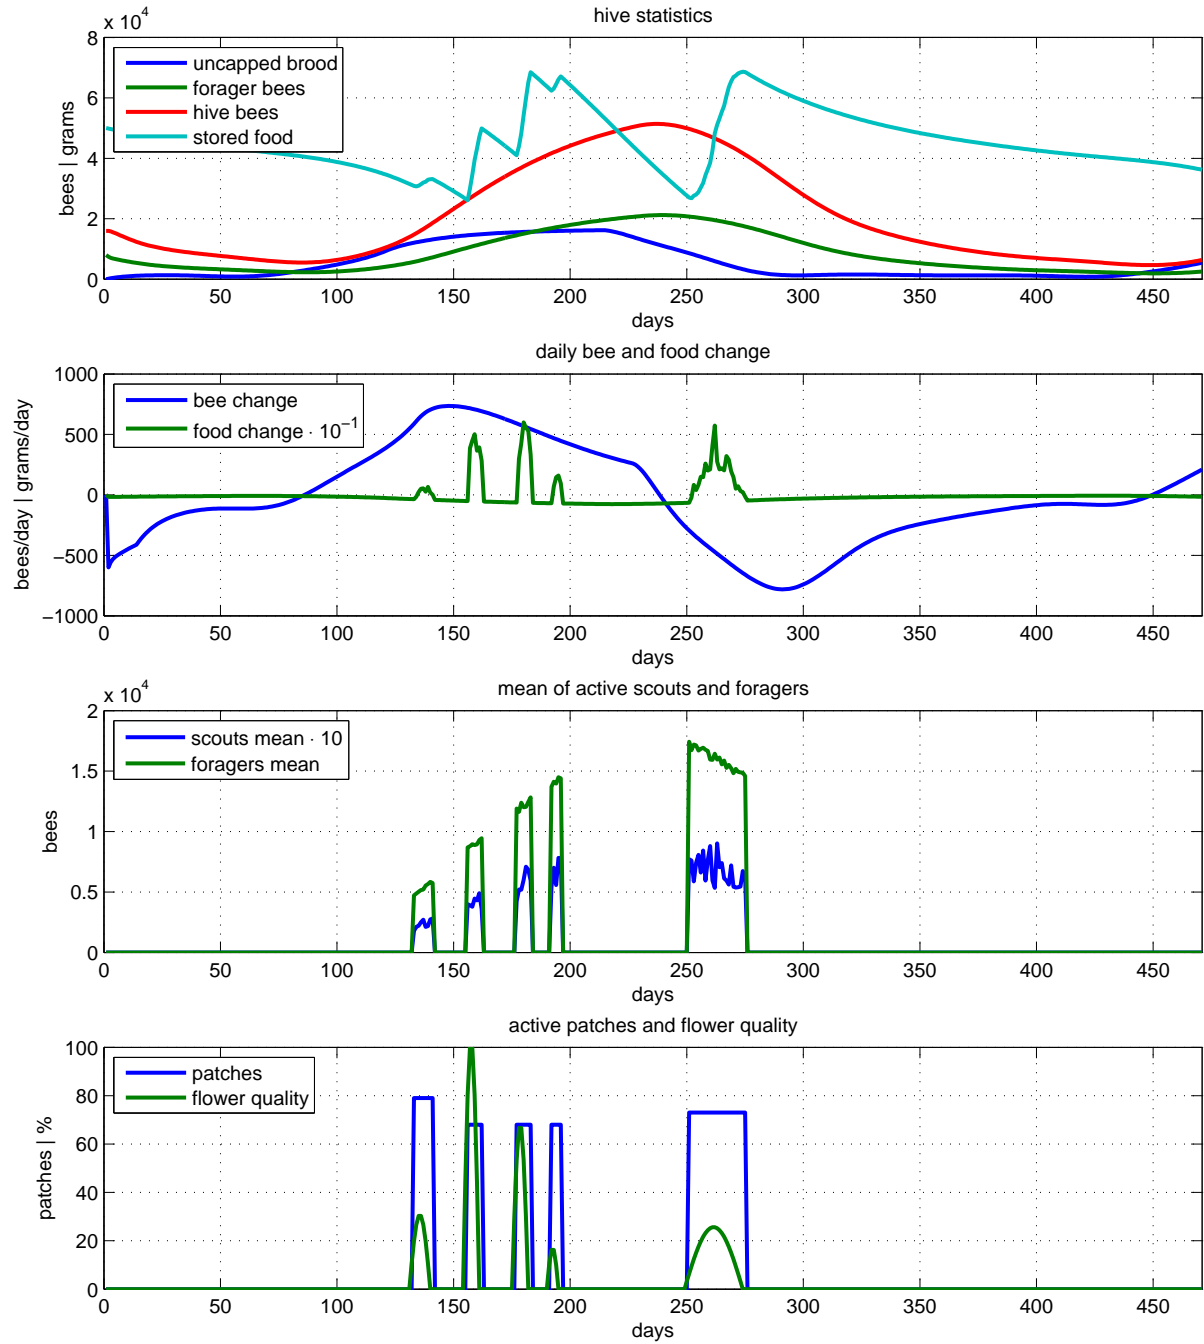 hive statistics
x 10^4
80
60
40
20
0
bees | grams
uncapped brood
forager bees
hive bees
stored food
0 50 100 150 200 250 300 350 400 450
days
daily bee and food change
1000
500
0
−500
−1000
bees/day | grams/day
bee change
food change · 10^−1
0 50 100 150 200 250 300 350 400 450
days
mean of active scouts and foragers
x 10^4
2
1.5
1
0.5
0
bees
scouts mean · 10
foragers mean
0 50 100 150 200 250 300 350 400 450
days
active patches and flower quality
100
80
60
40
20
0
patches | %
patches
flower quality
0 50 100 150 200 250 300 350 400 450
days